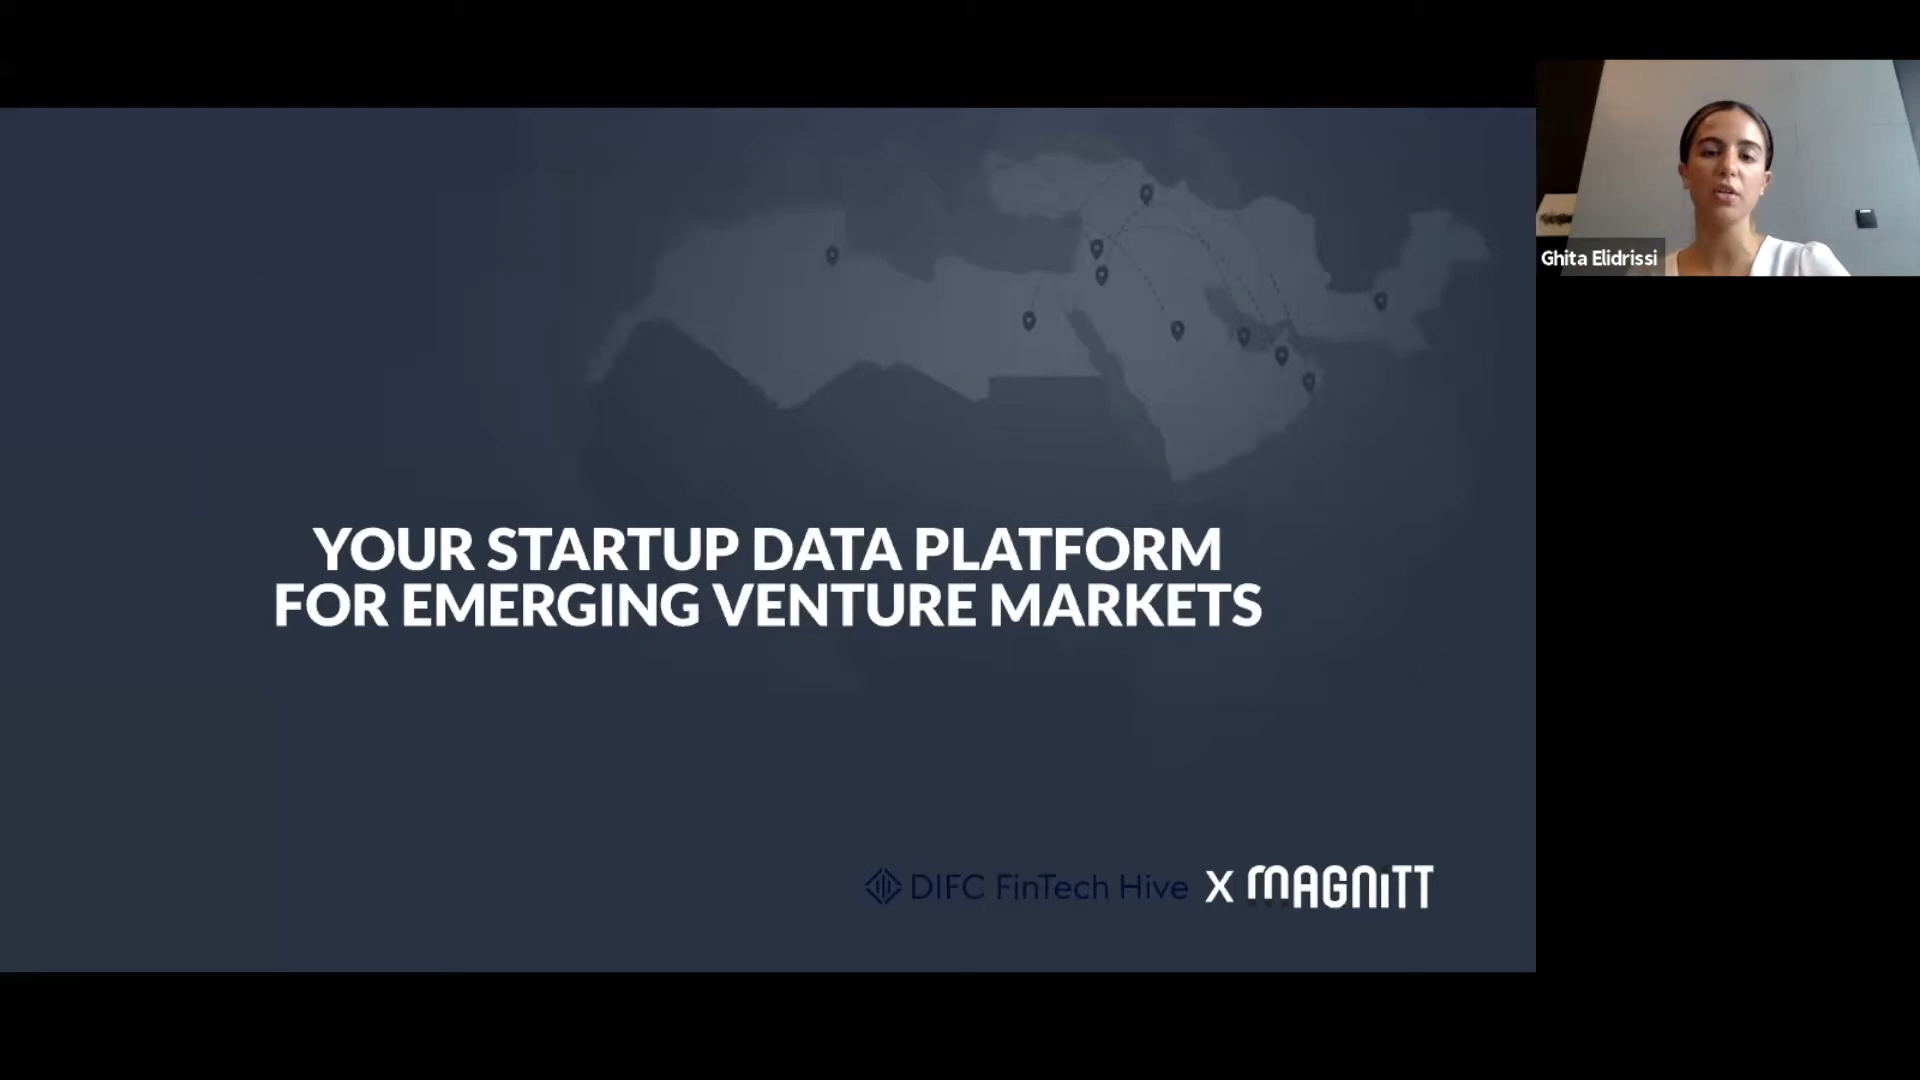 Ghita Elidrissi
YOUR STARTUP DATA PLATFORM
FOR EMERGING VENTURE MARKETS
DIFC FinTech Hive X MAGNiTT